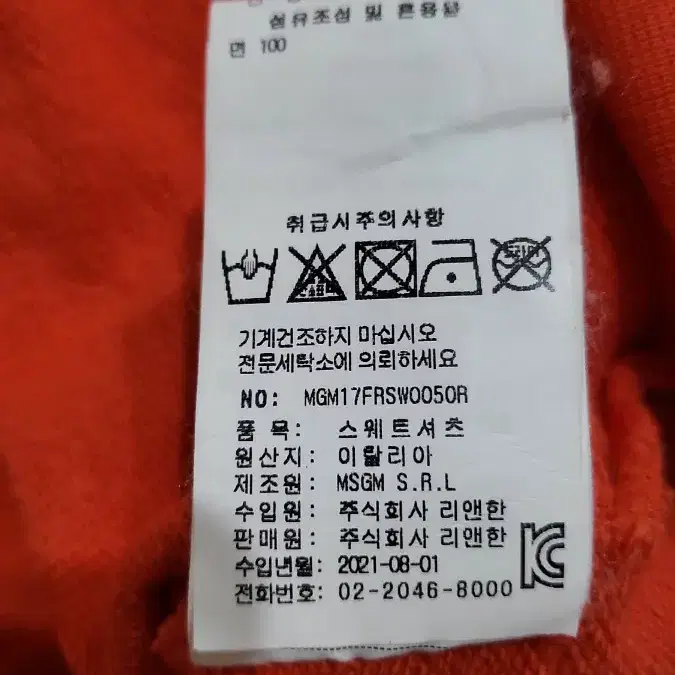 섬유조성 및 혼용율
면 100
취급시주의사항
기계건조하지 마십시오
전문세탁소에 의뢰하세요
NO: MGM17FRSW0050R
품 목: 스웨트셔츠
원산지: 이탈리아
제조원: MSGM S.R.L
수입원: 주식회사 리앤한
판매원: 주식회사 리앤한
수입년월: 2021-08-01
전화번호: 02-2046-8000